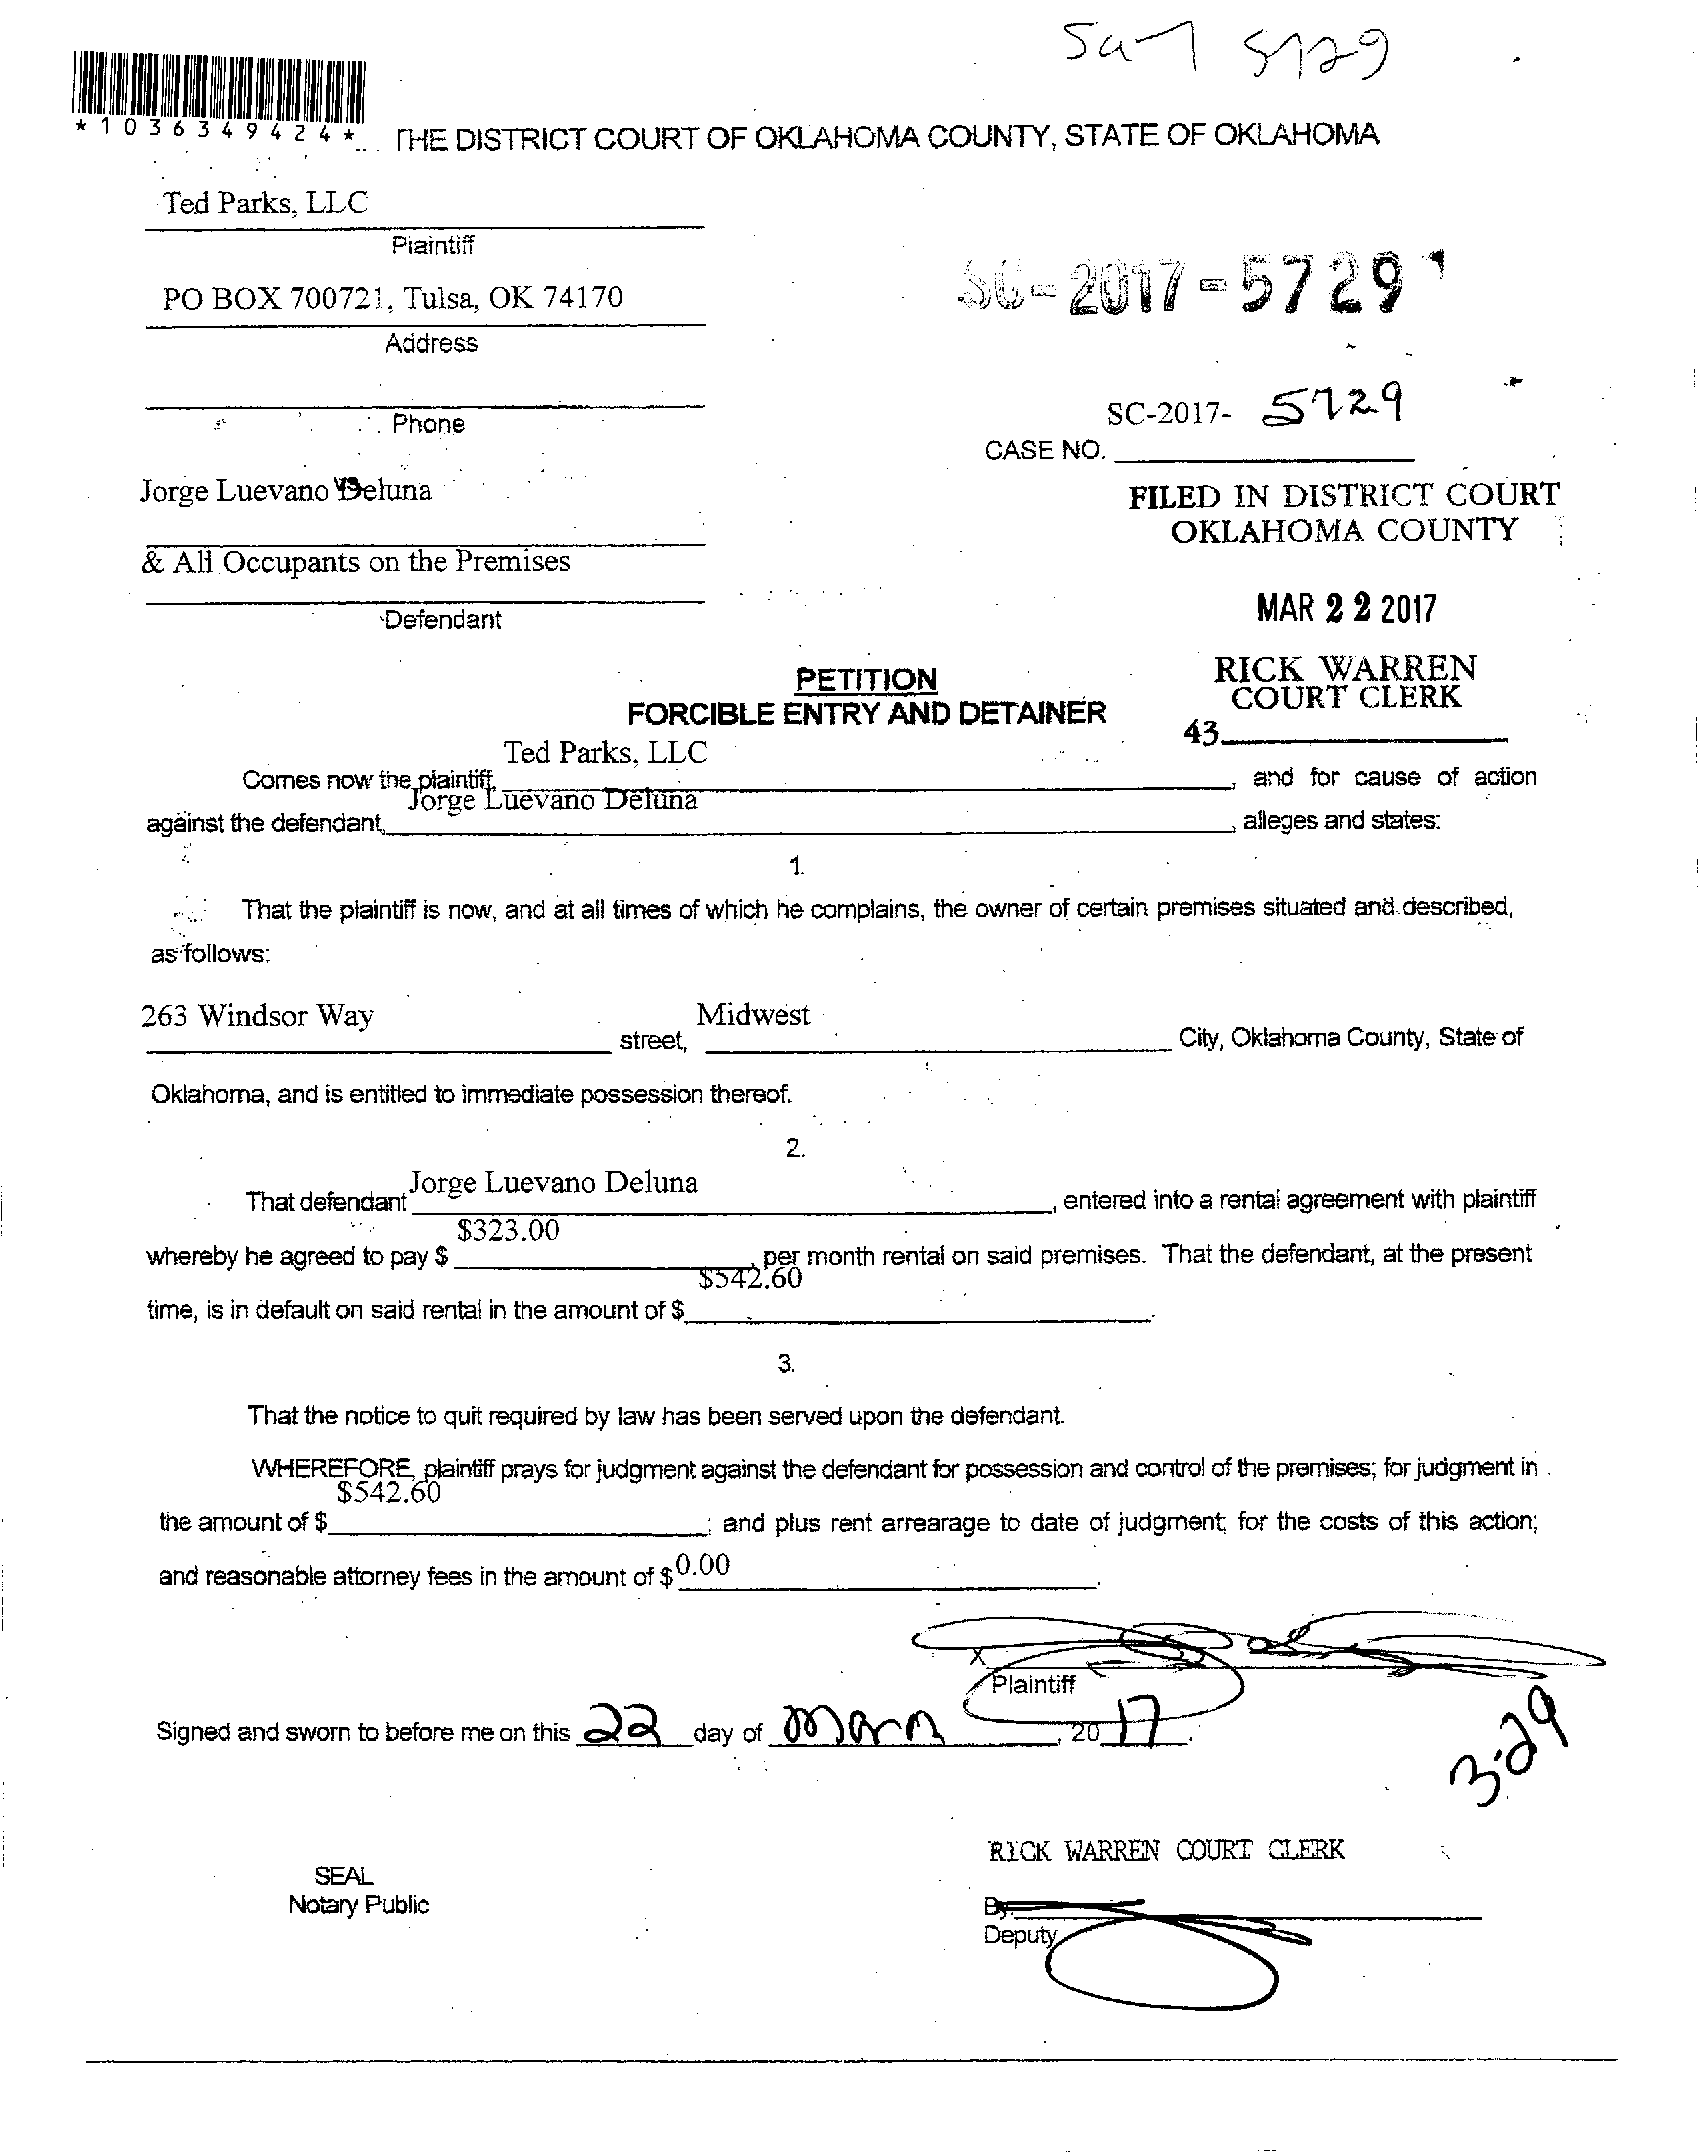 5729
*1036349424*
THE DISTRICT COURT OF OKLAHOMA COUNTY, STATE OF OKLAHOMA
Ted Parks, LLC
Plaintiff
PO BOX 700721, Tulsa, OK 74170
Address
SC-2017-5729
Phone
SC-2017- 5729
CASE NO.
Jorge Luevano Deluna
& All Occupants on the Premises
Defendant
FILED IN DISTRICT COURT
OKLAHOMA COUNTY
MAR 22 2017
RICK WARREN
COURT CLERK
43
PETITION
FORCIBLE ENTRY AND DETAINER
Comes now the plaintiff, Ted Parks, LLC, and for cause of action
against the defendant, Jorge Luevano Deluna, alleges and states:
1.
That the plaintiff is now, and at all times of which he complains, the owner of certain premises situated and described,
as follows:
263 Windsor Way street, Midwest City, Oklahoma County, State of
Oklahoma, and is entitled to immediate possession thereof.
2.
That defendant Jorge Luevano Deluna, entered into a rental agreement with plaintiff
whereby he agreed to pay $ $323.00, per month rental on said premises. That the defendant, at the present
time, is in default on said rental in the amount of $ $542.60
3.
That the notice to quit required by law has been served upon the defendant.
WHEREFORE, plaintiff prays for judgment against the defendant for possession and control of the premises; for judgment in
the amount of $ $542.60; and plus rent arrearage to date of judgment; for the costs of this action;
and reasonable attorney fees in the amount of $0.00
X
Plaintiff
Signed and sworn to before me on this 22 day of March, 2017.
3-29
RICK WARREN COURT CLERK
SEAL
Notary Public
By:
Deputy